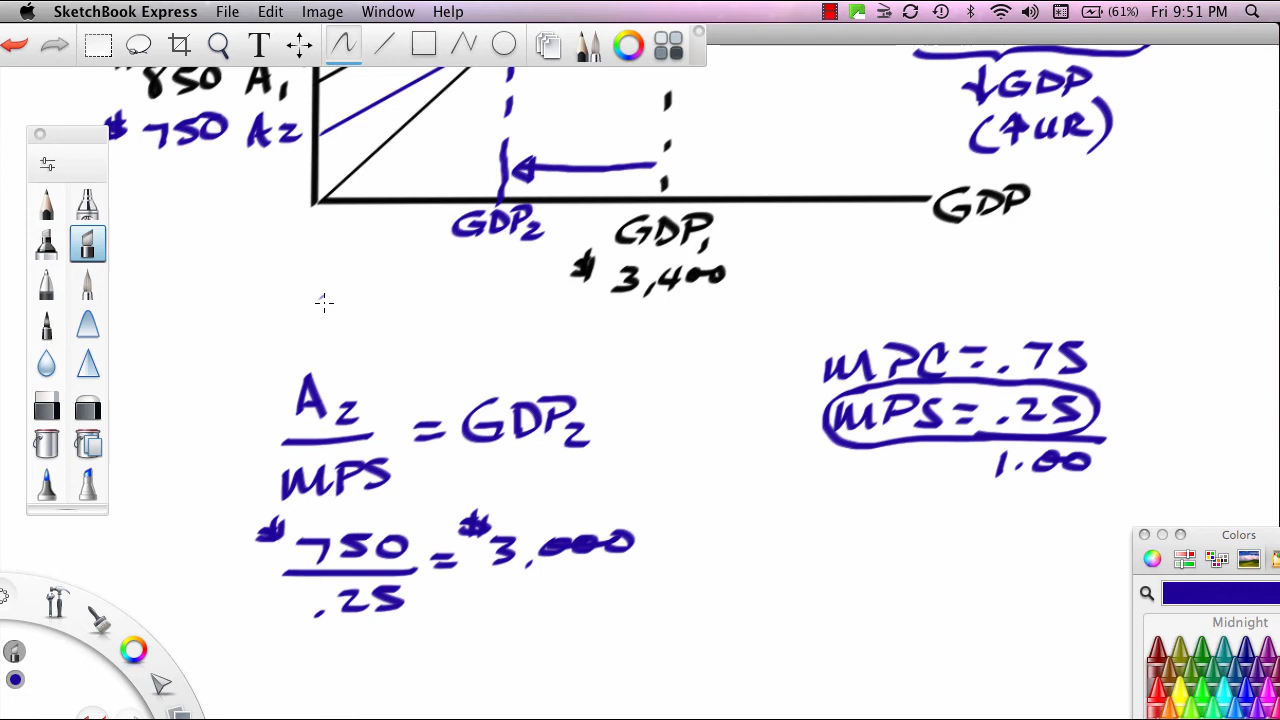 SketchBook Express File Edit Image Window Help (61%) Fri 9:51 PM
T
850 A1
$ 750 A2
↓GDP
(↑UR)
GDP
GDP2
GDP1
$ 3,400
MPC = .75
MPS = .25
1.00
A2
MPS
= GDP2
$ 750
.25
= $3,000
Colors
Midnight